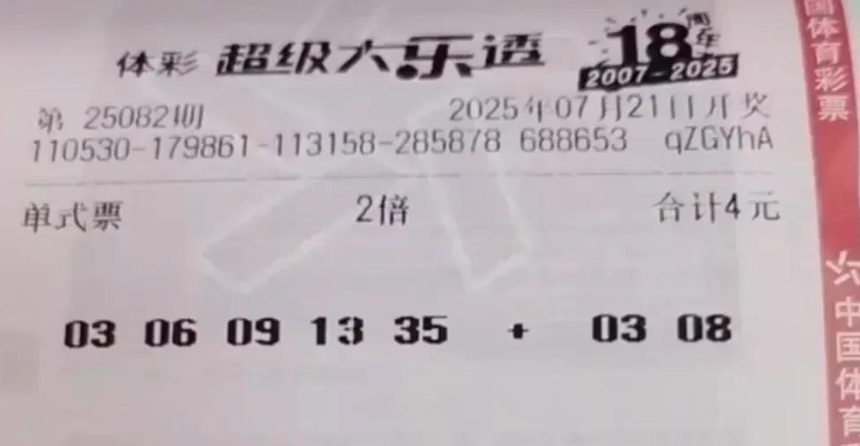 体彩 超级大乐透 18周年
2007-2025
第 25082期 2025年07月21日开奖
110530-179861-113158-285878 688653 qZGYhA
单式票 2倍 合计4元
03 06 09 13 35 + 03 08
国体育彩票
中国体育